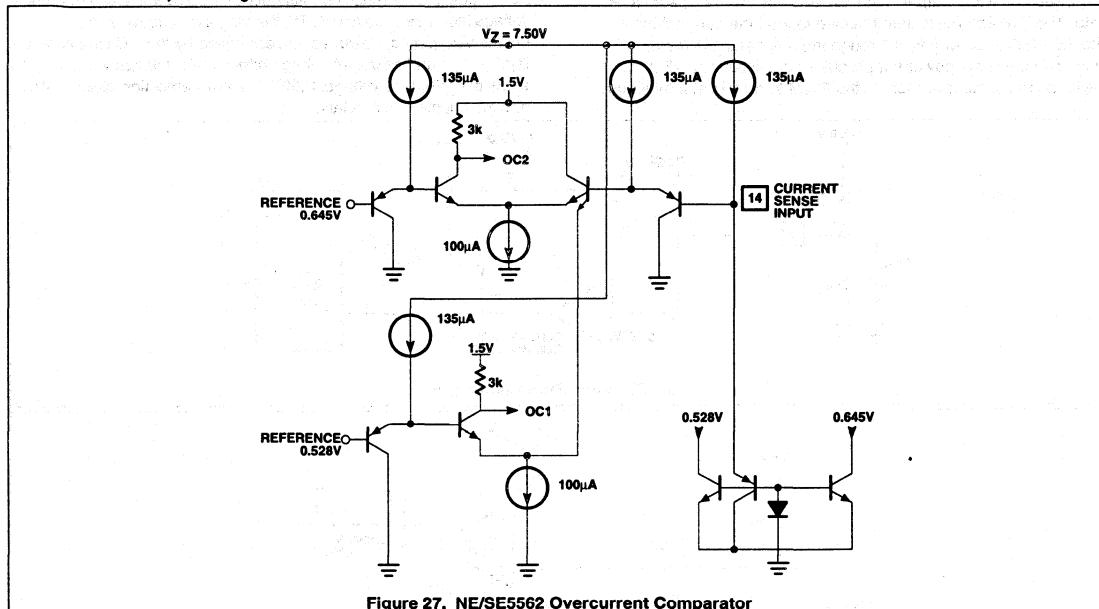 VZ = 7.50V
135μA
135μA
135μA
1.5V
3k
OC2
REFERENCE
0.645V
14
CURRENT
SENSE
INPUT
100μA
135μA
1.5V
3k
OC1
REFERENCE
0.528V
100μA
0.528V
0.645V
Figure 27. NE/SE5562 Overcurrent Comparator